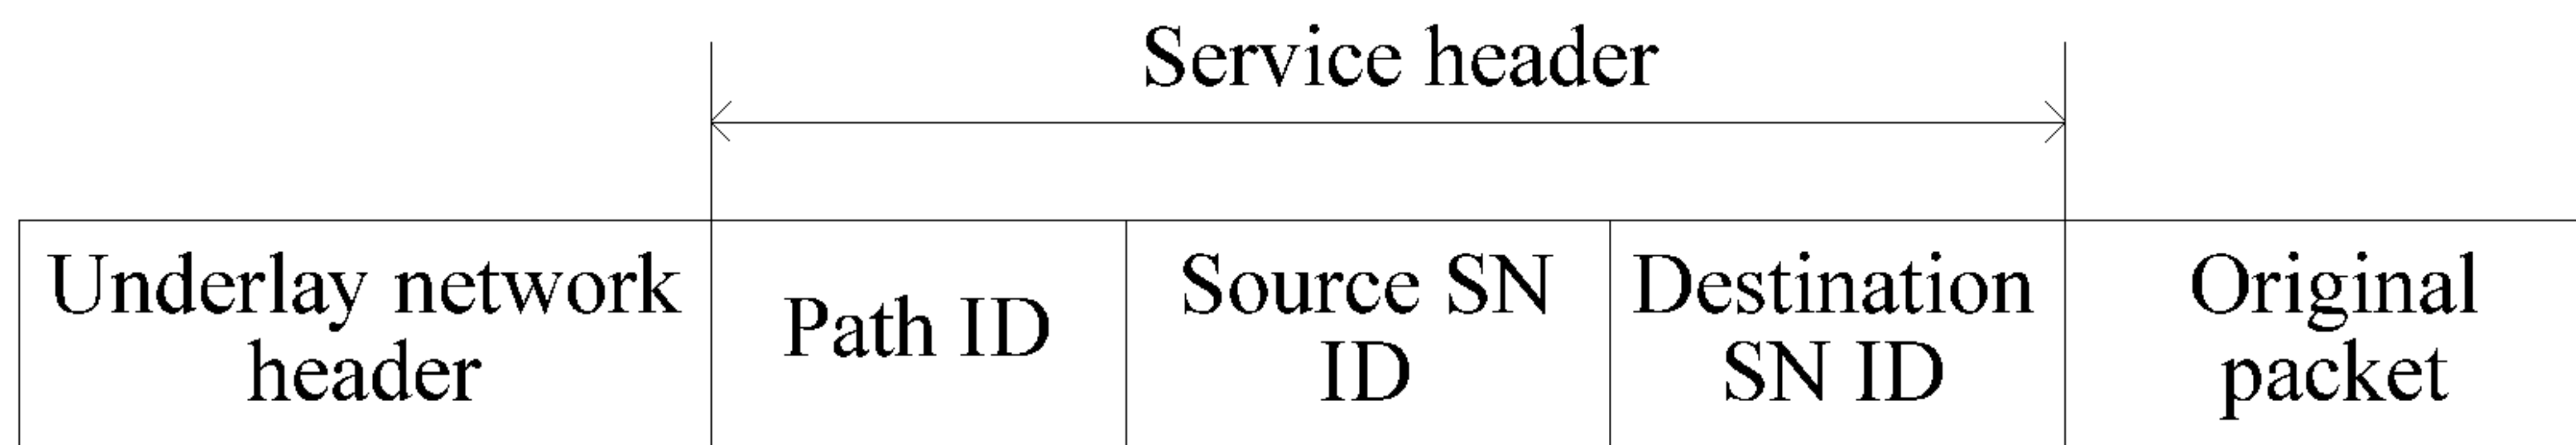 Service header
Underlay network
header
Path ID
Source SN
ID
Destination
SN ID
Original
packet